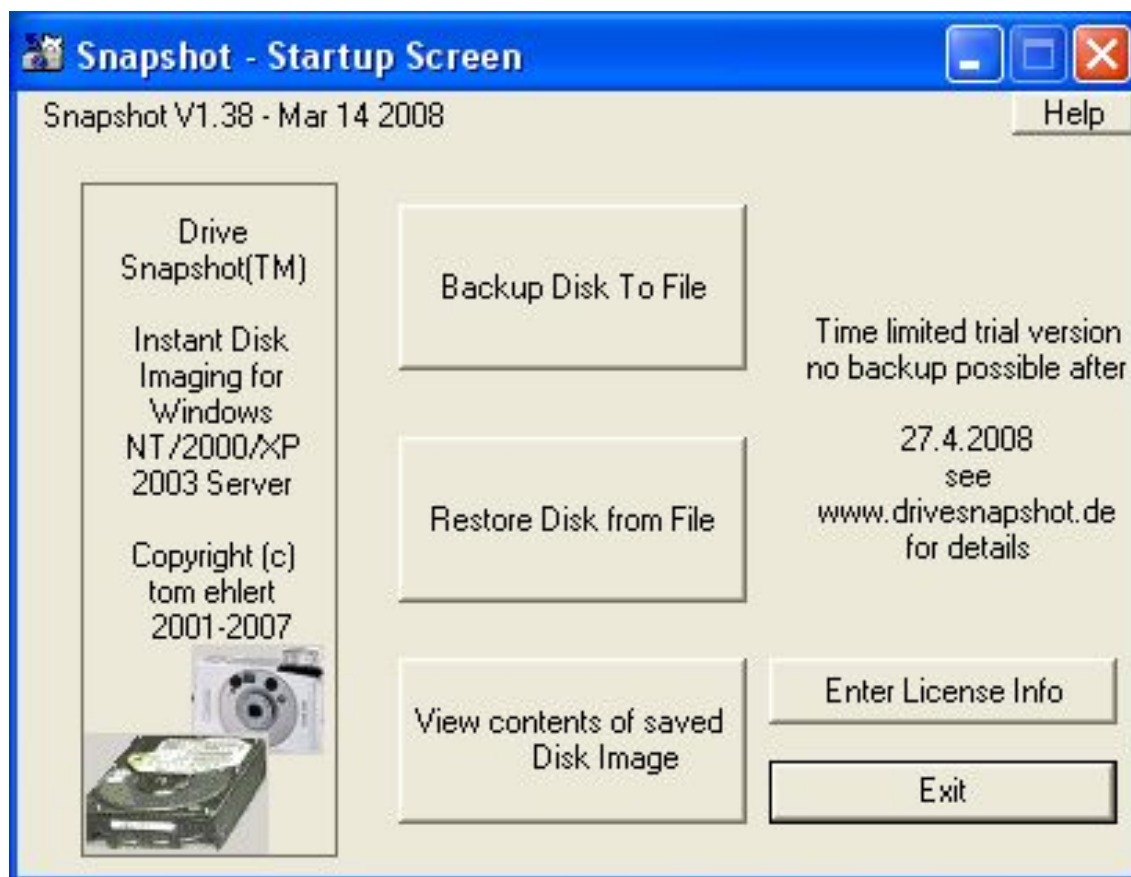 Snapshot - Startup Screen
Snapshot V1.38 - Mar 14 2008
Help
Drive
Snapshot(TM)
Instant Disk
Imaging for
Windows
NT/2000/XP
2003 Server
Copyright (c)
tom ehlert
2001-2007
Backup Disk To File
Restore Disk from File
View contents of saved
Disk Image
Time limited trial version
no backup possible after
27.4.2008
see
www.drivesnapshot.de
for details
Enter License Info
Exit